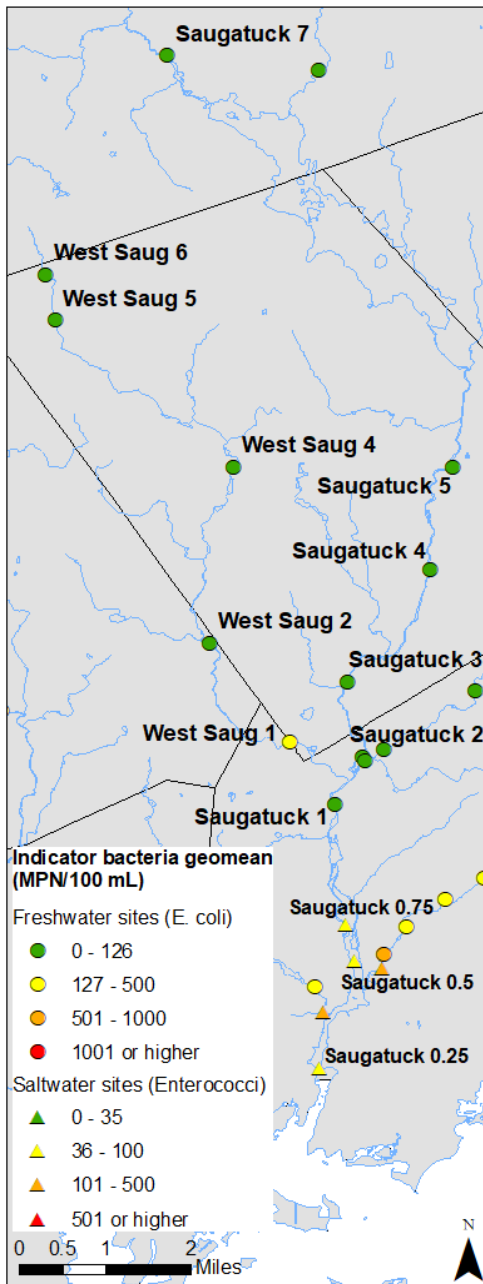 Saugatuck 7
West Saug 6
West Saug 5
West Saug 4
Saugatuck 5
Saugatuck 4
West Saug 2
Saugatuck 3
West Saug 1
Saugatuck 2
Saugatuck 1
Indicator bacteria geomean
(MPN/100 mL)
Freshwater sites (E. coli)
0 - 126
127 - 500
501 - 1000
1001 or higher
Saltwater sites (Enterococci)
0 - 35
36 - 100
101 - 500
501 or higher
Saugatuck 0.75
Saugatuck 0.5
Saugatuck 0.25
0 0.5 1 2
Miles
N